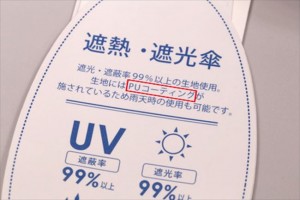 遮熱・遮光傘
遮光・遮蔽率99%以上の生地使用。
生地にはPUコーティングが
施されているため雨天時の使用も可能です。
UV
遮蔽率
99%以上
遮光率
99%以上